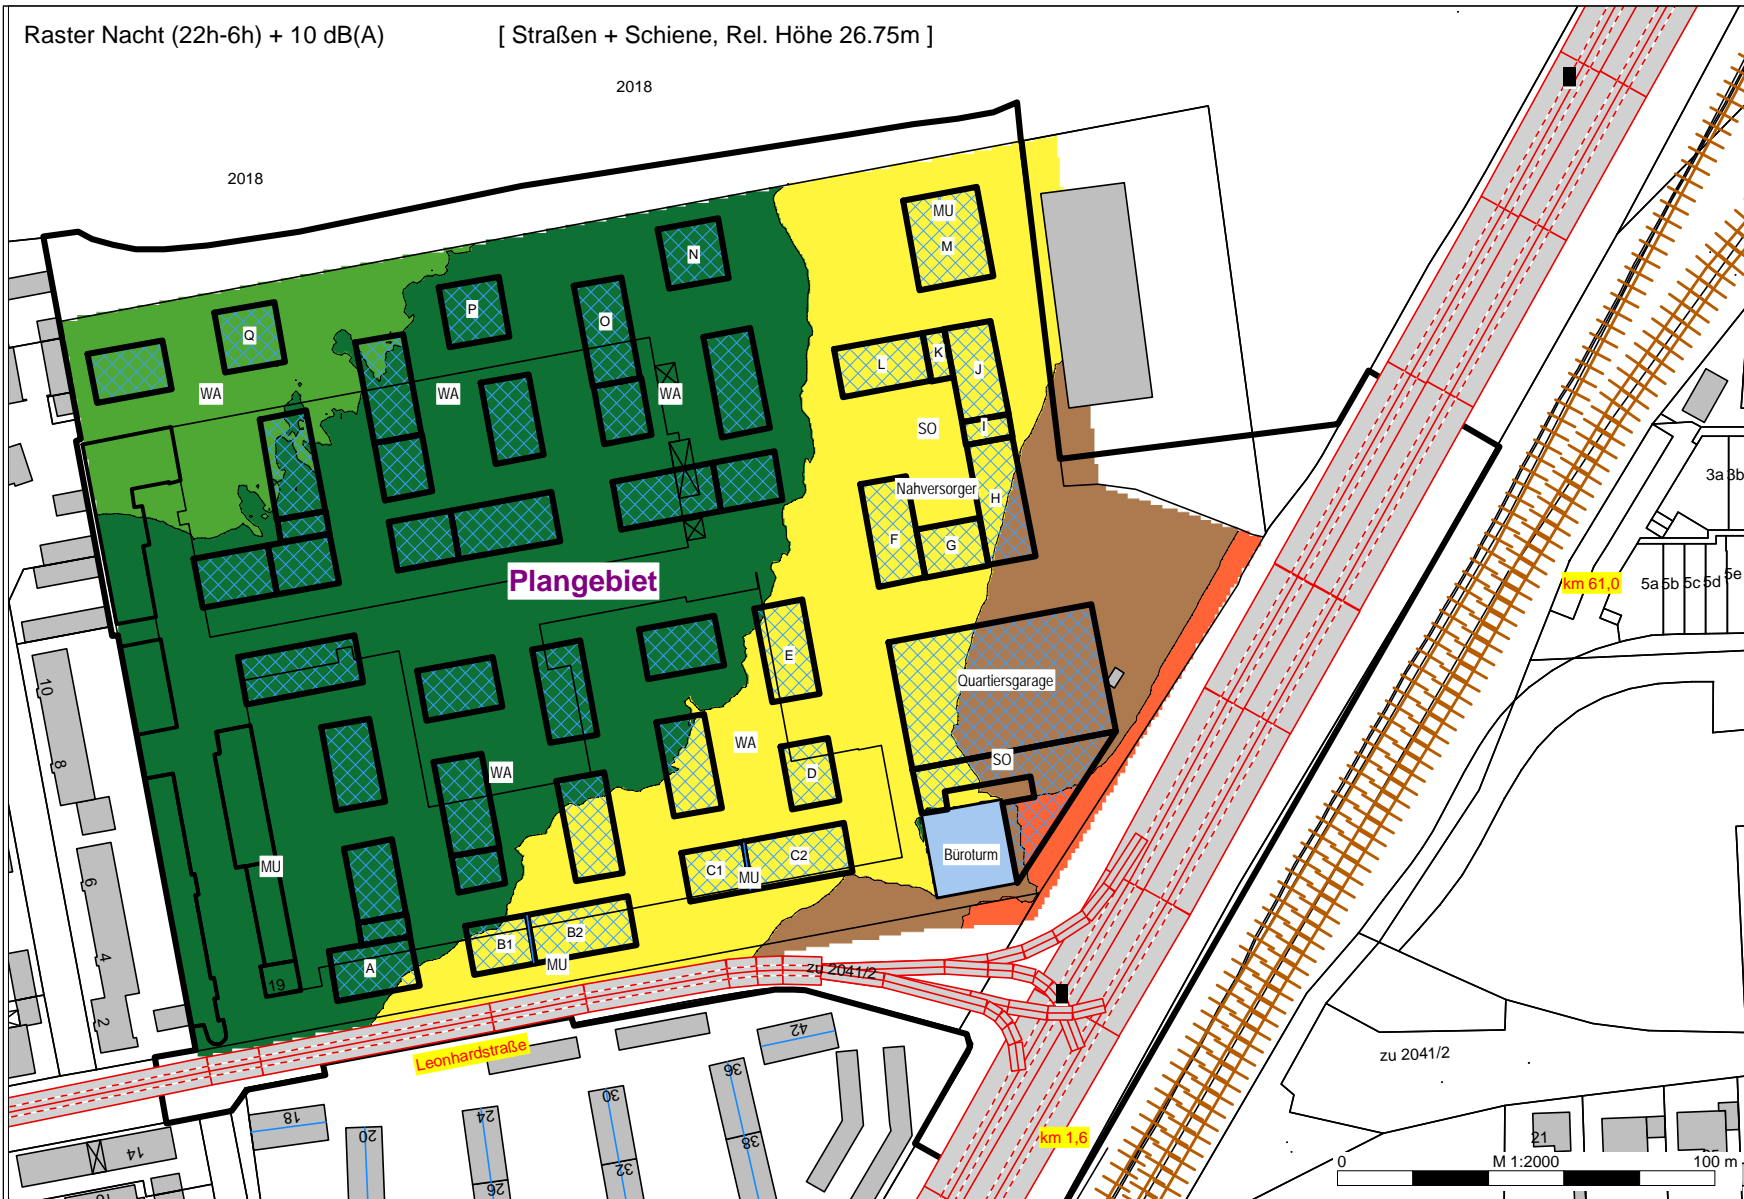 Raster Nacht (22h-6h) + 10 dB(A) [ Straßen + Schiene, Rel. Höhe 26.75m ]
2018
2018
MU
M
N
P
O
Q
K
L
J
WA
WA
WA
SO
I
3a 3b
Nahversorger
H
F
G
Plangebiet
km 61,0
5a 5b 5c 5d 5e
E
10
Quartiersgarage
WA
SO
8
WA
D
Büroturm
C1
C2
MU
MU
6
B1
B2
MU
A
4
19
zu 2041/2
2
Leonhardstraße
42
zu 2041/2
36
30
24
18
20
38
32
26
14
km 1,6
21
0 M 1:2000 100 m